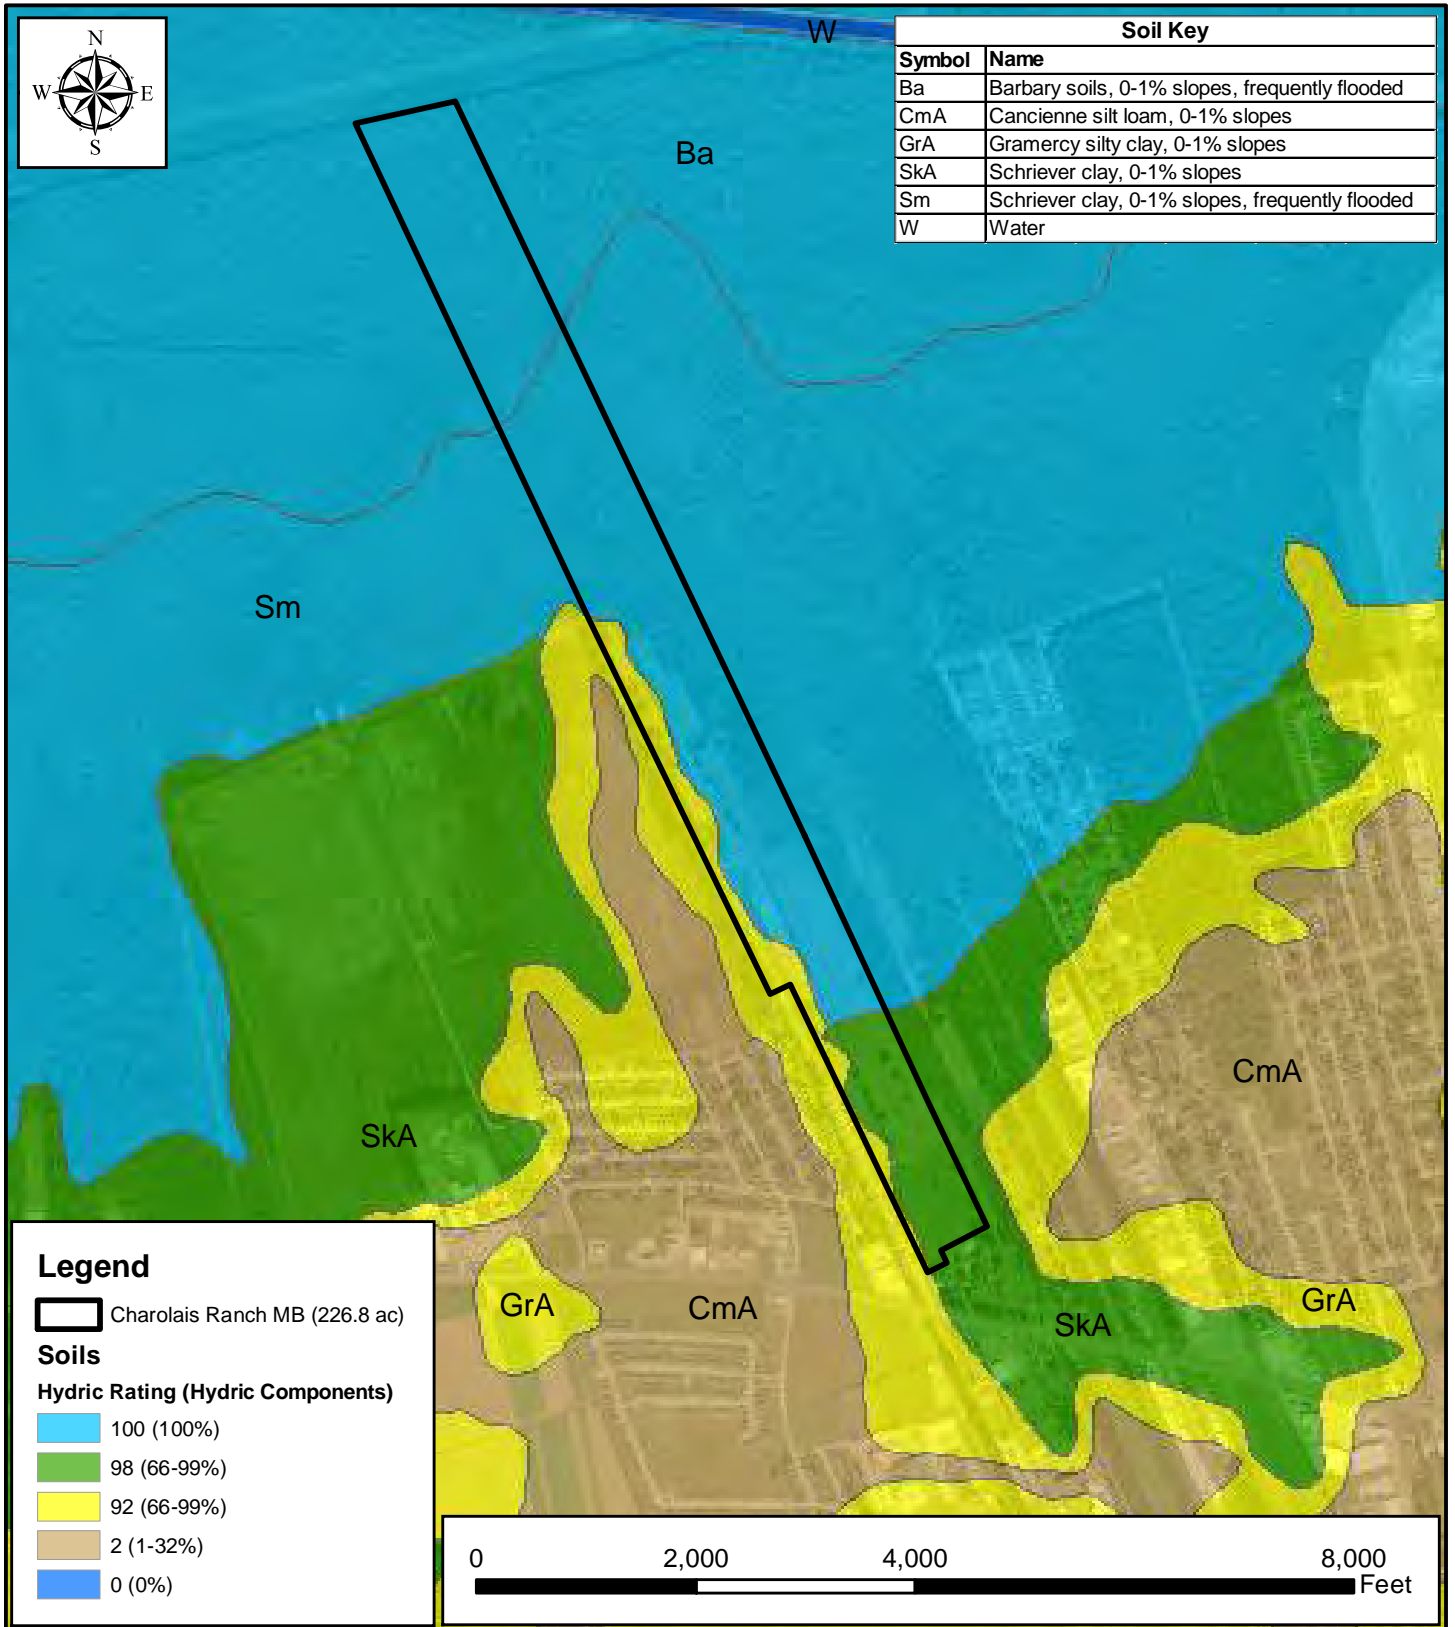 N
W E
S
W
Soil Key
Symbol Name
Ba Barbary soils, 0-1% slopes, frequently flooded
CmA Cancienne silt loam, 0-1% slopes
GrA Gramercy silty clay, 0-1% slopes
SkA Schriever clay, 0-1% slopes
Sm Schriever clay, 0-1% slopes, frequently flooded
W Water
Ba
Sm
CmA
SkA
GrA
CmA
GrA
SkA
Legend
Charolais Ranch MB (226.8 ac)
Soils
Hydric Rating (Hydric Components)
100 (100%)
98 (66-99%)
92 (66-99%)
2 (1-32%)
0 (0%)
0 2,000 4,000 8,000
Feet